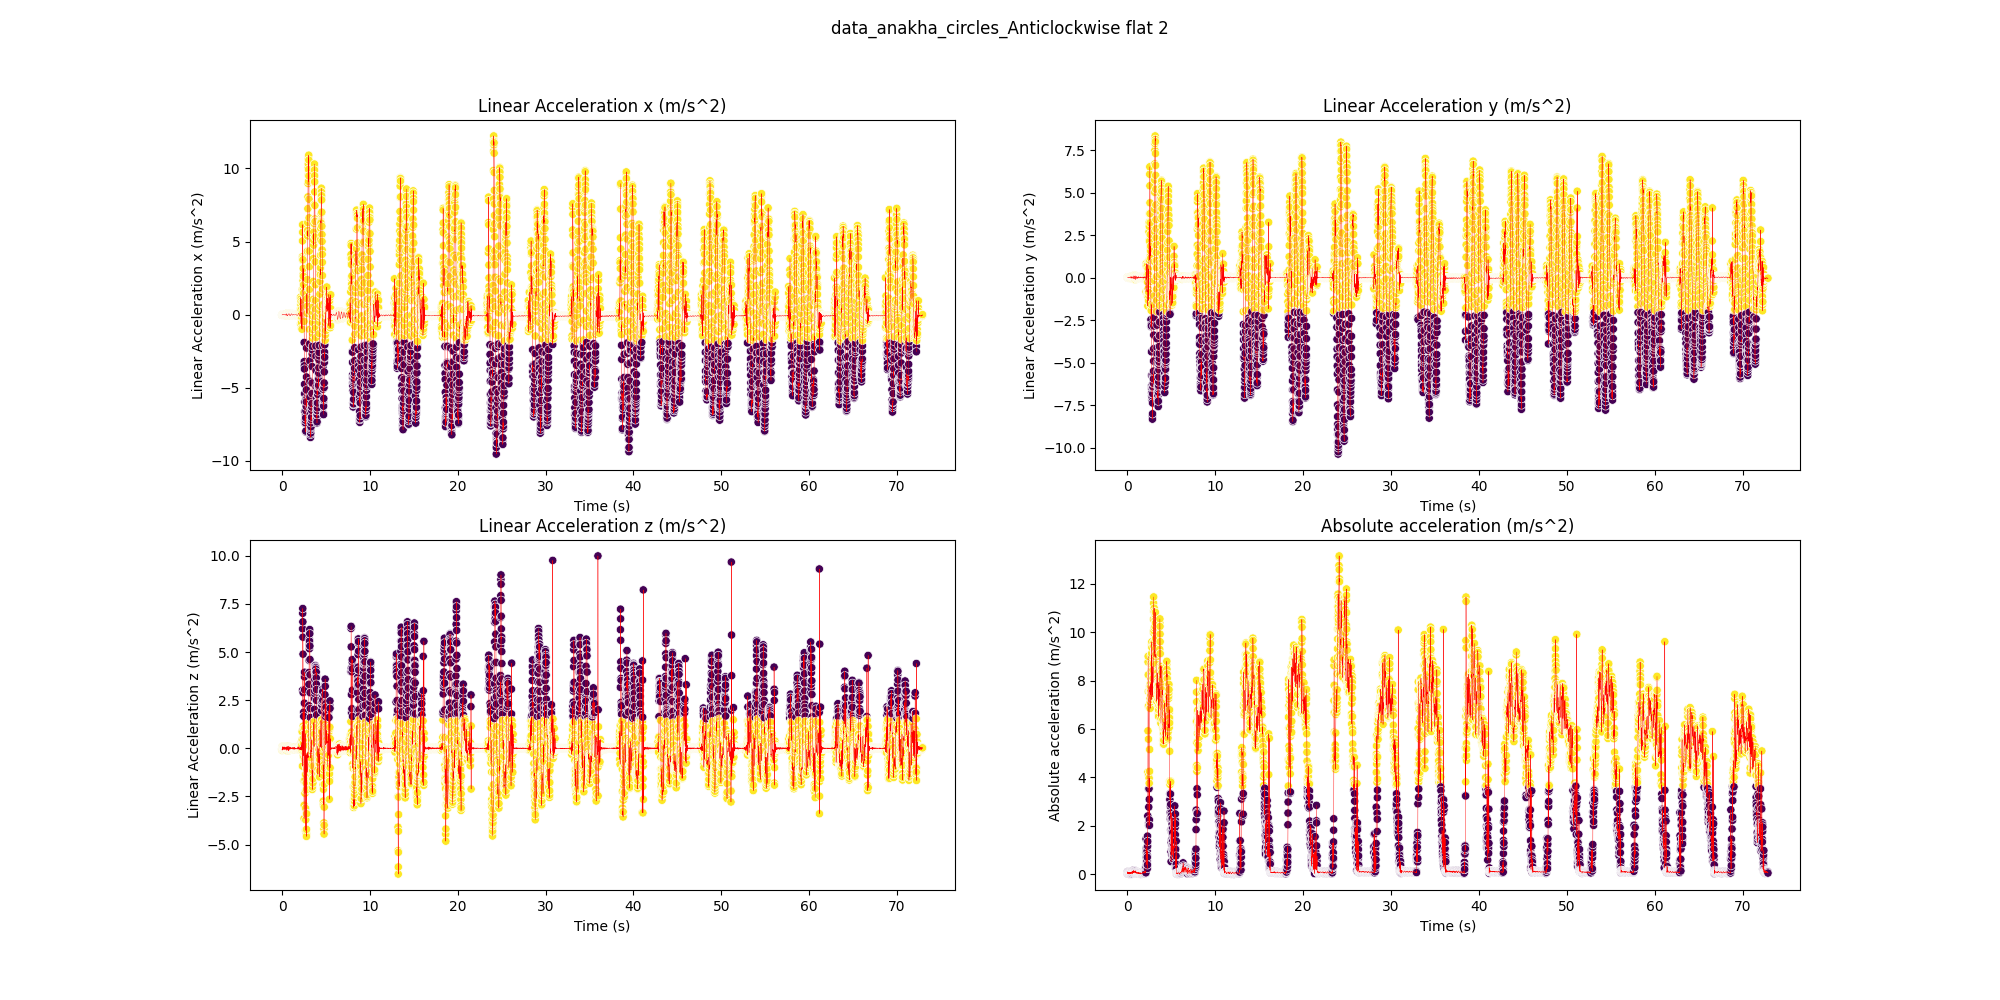 data_anakha_circles_Anticlockwise flat 2
Linear Acceleration x (m/s^2)
Linear Acceleration x (m/s^2)
10
5
0
−5
−10
0 10 20 30 40 50 60 70
Time (s)
Linear Acceleration y (m/s^2)
Linear Acceleration y (m/s^2)
7.5
5.0
2.5
0.0
−2.5
−5.0
−7.5
−10.0
0 10 20 30 40 50 60 70
Time (s)
Linear Acceleration z (m/s^2)
Linear Acceleration z (m/s^2)
10.0
7.5
5.0
2.5
0.0
−2.5
−5.0
0 10 20 30 40 50 60 70
Time (s)
Absolute acceleration (m/s^2)
Absolute acceleration (m/s^2)
12
10
8
6
4
2
0
0 10 20 30 40 50 60 70
Time (s)